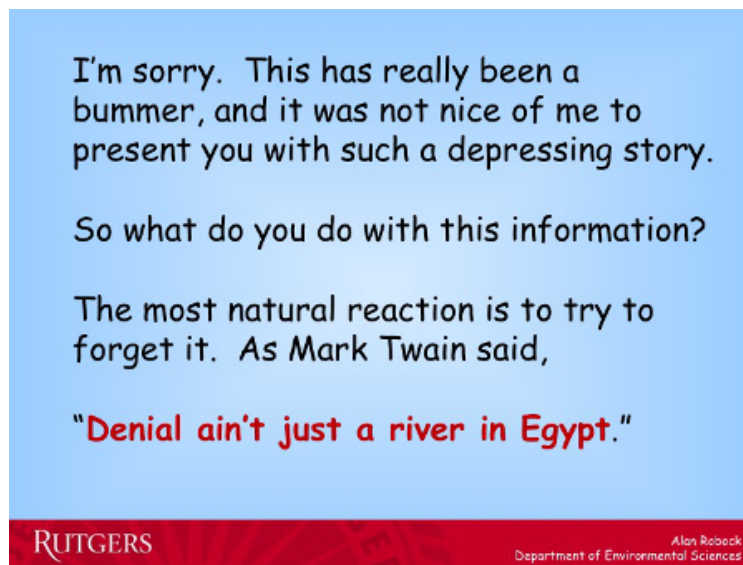 I'm sorry.  This has really been a
bummer, and it was not nice of me to
present you with such a depressing story.
So what do you do with this information?
The most natural reaction is to try to
forget it.  As Mark Twain said,
“Denial ain't just a river in Egypt.”
RUTGERS
Alan Robock
Department of Environmental Sciences